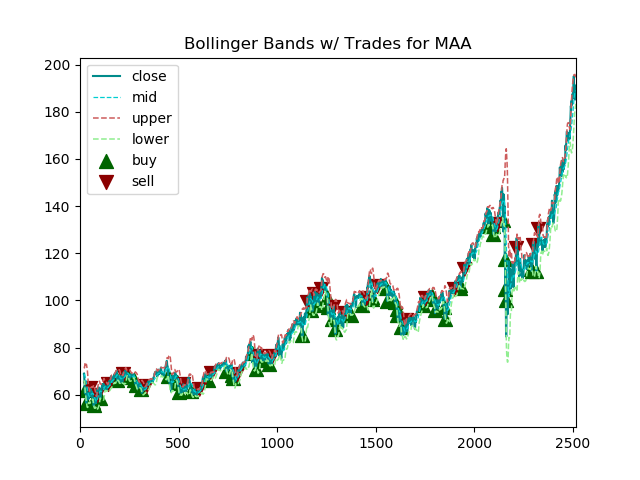 Bollinger Bands w/ Trades for MAA
200
180
160
140
120
100
80
60
close
mid
upper
lower
buy
sell
0 500 1000 1500 2000 2500